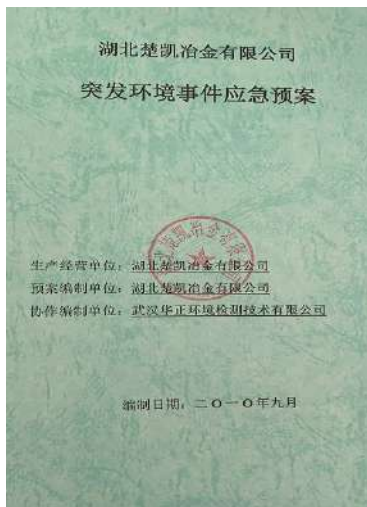 湖北楚凯冶金有限公司
突发环境事件应急预案
生产经营单位：湖北楚凯冶金有限公司
预案编制单位：湖北楚凯冶金有限公司
协作编制单位：武汉华正环境检测技术有限公司
编制日期：二〇一〇年九月